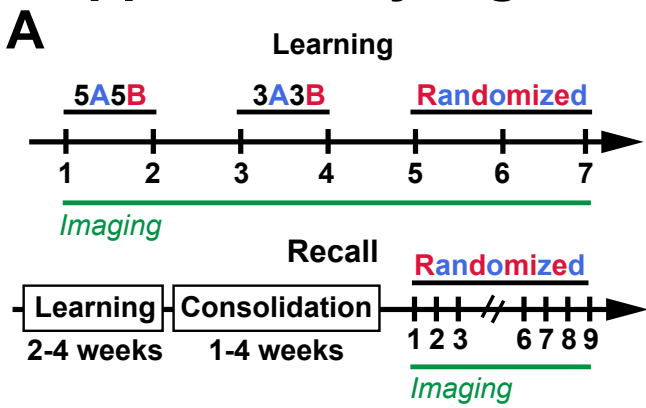 A
Learning
5A5B 3A3B Randomized
1 2 3 4 5 6 7
Imaging
Recall
Randomized
Learning Consolidation
1 2 3 6 7 8 9
2-4 weeks 1-4 weeks
Imaging